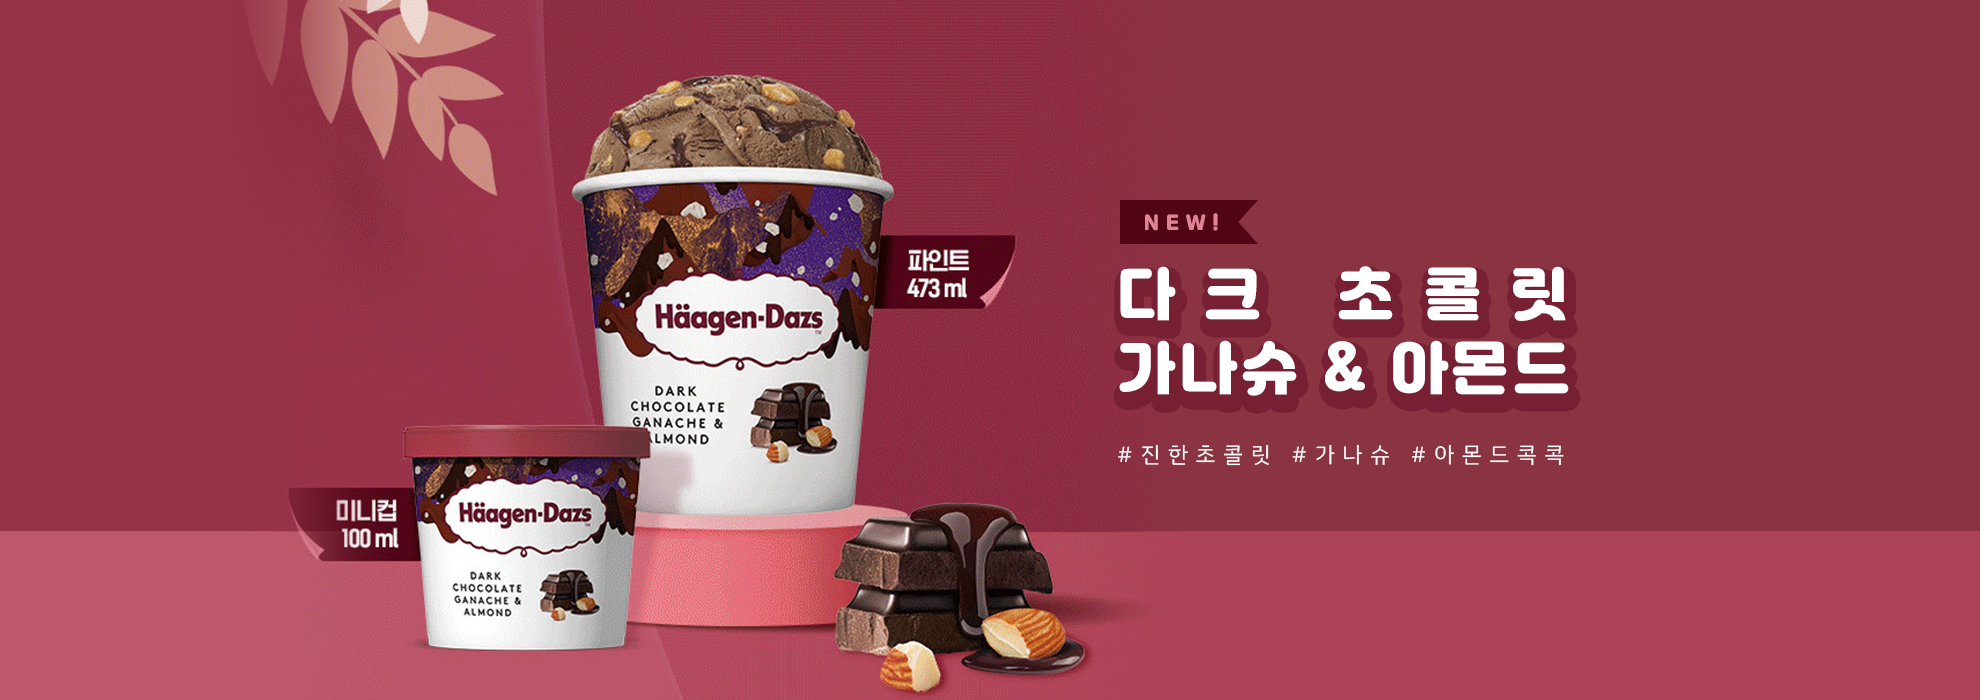 NEW!
다크 초콜릿
가나슈 & 아몬드
#진한초콜릿 #가나슈 #아몬드콕콕
파인트
473 ml
Häagen-Dazs
DARK
CHOCOLATE
GANACHE &
ALMOND
미니컵
100 ml
Häagen-Dazs
DARK
CHOCOLATE
GANACHE &
ALMOND